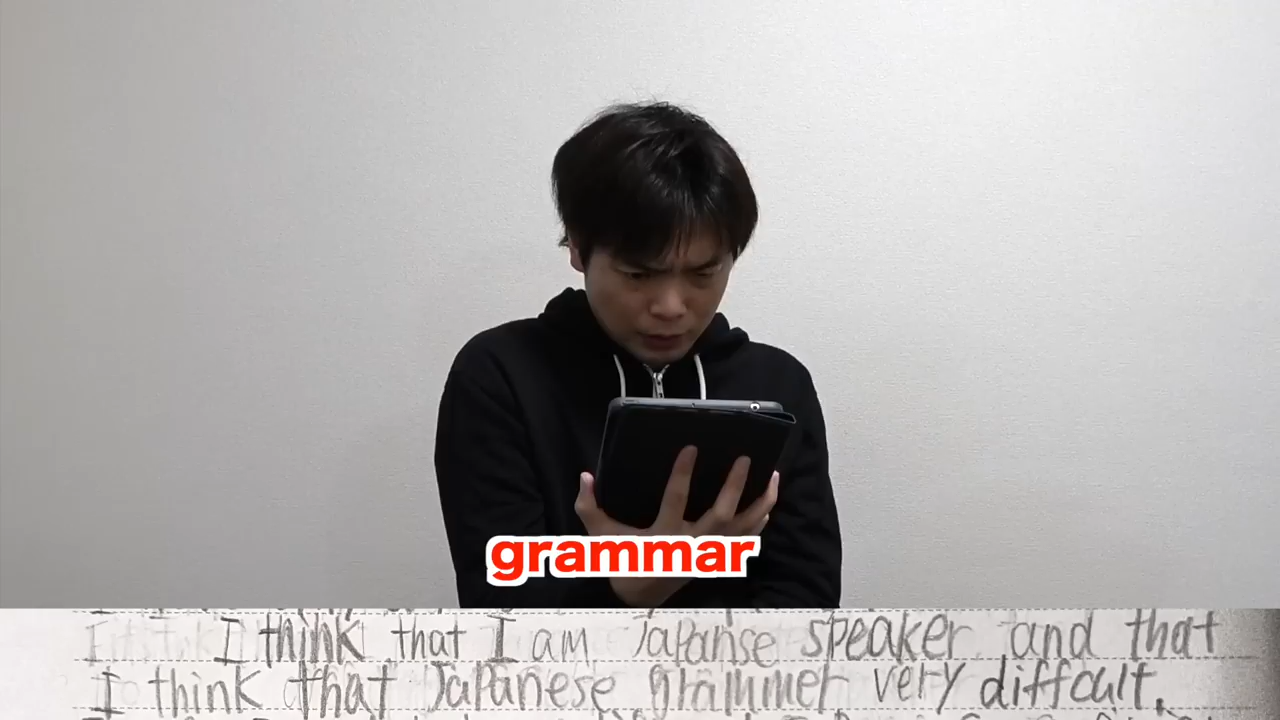 grammar
I think that I am Japanse speaker and that
I think that Japanese grammer very diffcult.